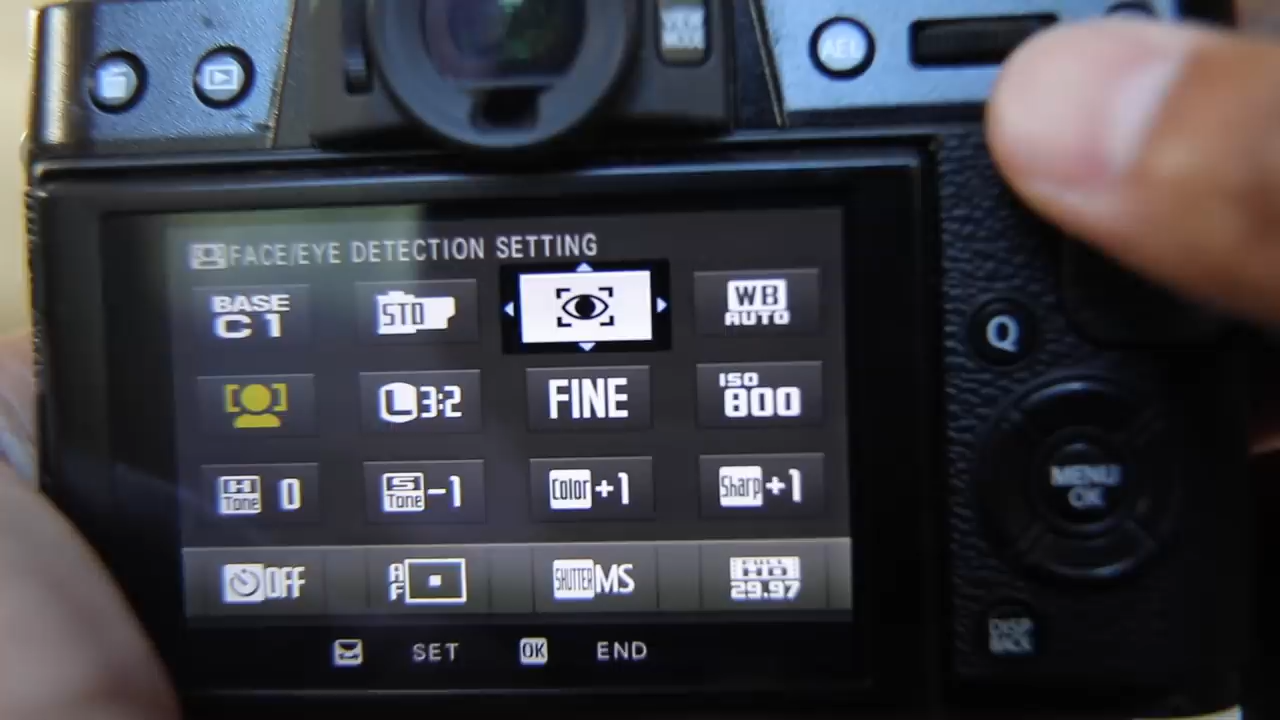 VIEW MODE
AEL
FACE/EYE DETECTION SETTING
BASE C1
STD
WB AUTO
L 3:2
FINE
ISO 800
Q
H Tone 0
S Tone -1
Color +1
Sharp +1
MENU OK
OFF
AF
SHUTTER MS
FULL HD 29.97
SET
OK
END
DISP BACK